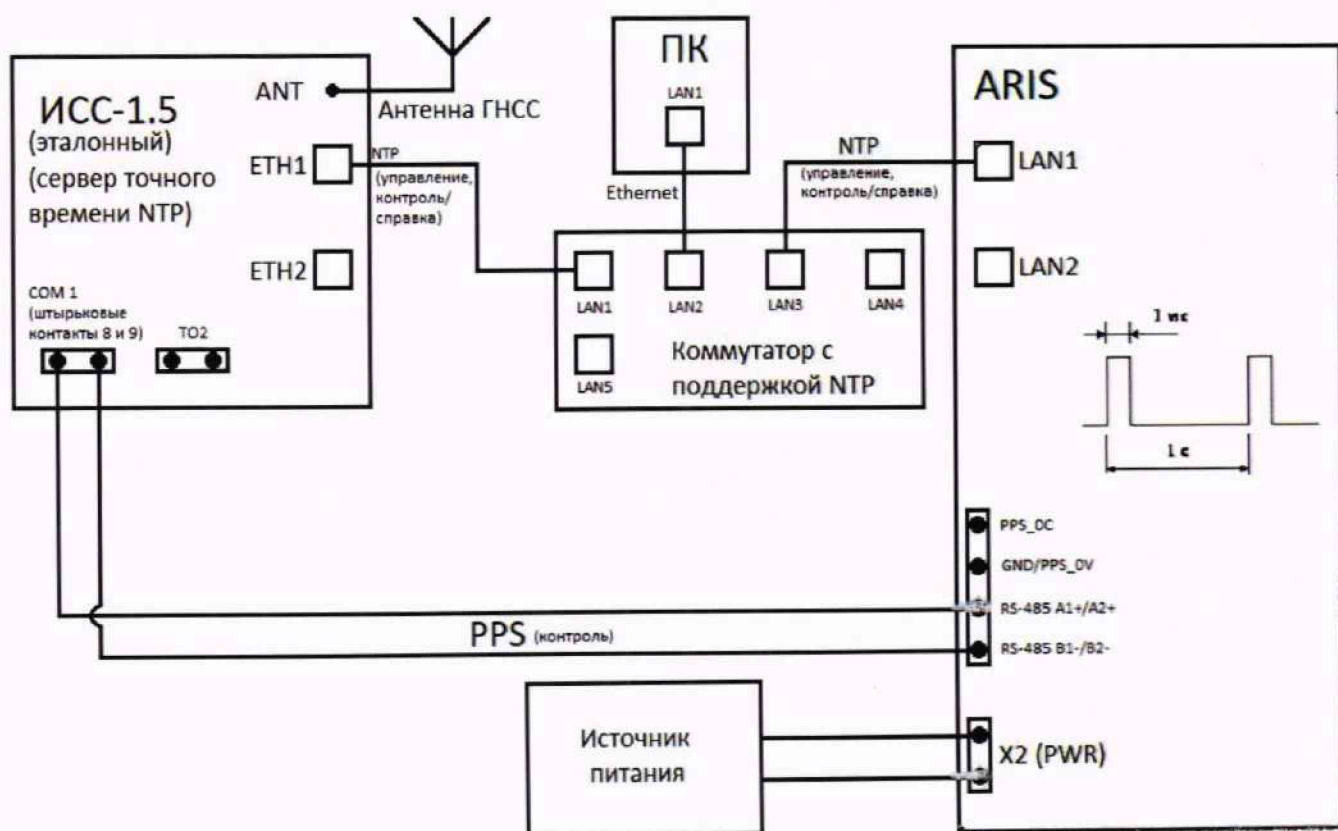 ИСС-1.5
(эталонный)
(сервер точного
времени NTP)
ANT
Антенна ГНСС
ETH1
ETH2
COM 1
(штырьковые
контакты 8 и 9)
TO2
NTP
(управление,
контроль/
справка)
ПК
LAN1
Ethernet
NTP
(управление,
контроль/справка)
LAN1
LAN2
LAN3
LAN4
LAN5
Коммутатор с
поддержкой NTP
ARIS
LAN1
LAN2
1 мс
1 с
PPS_DC
GND/PPS_0V
RS-485 A1+/A2+
RS-485 B1-/B2-
PPS (контроль)
Источник
питания
X2 (PWR)